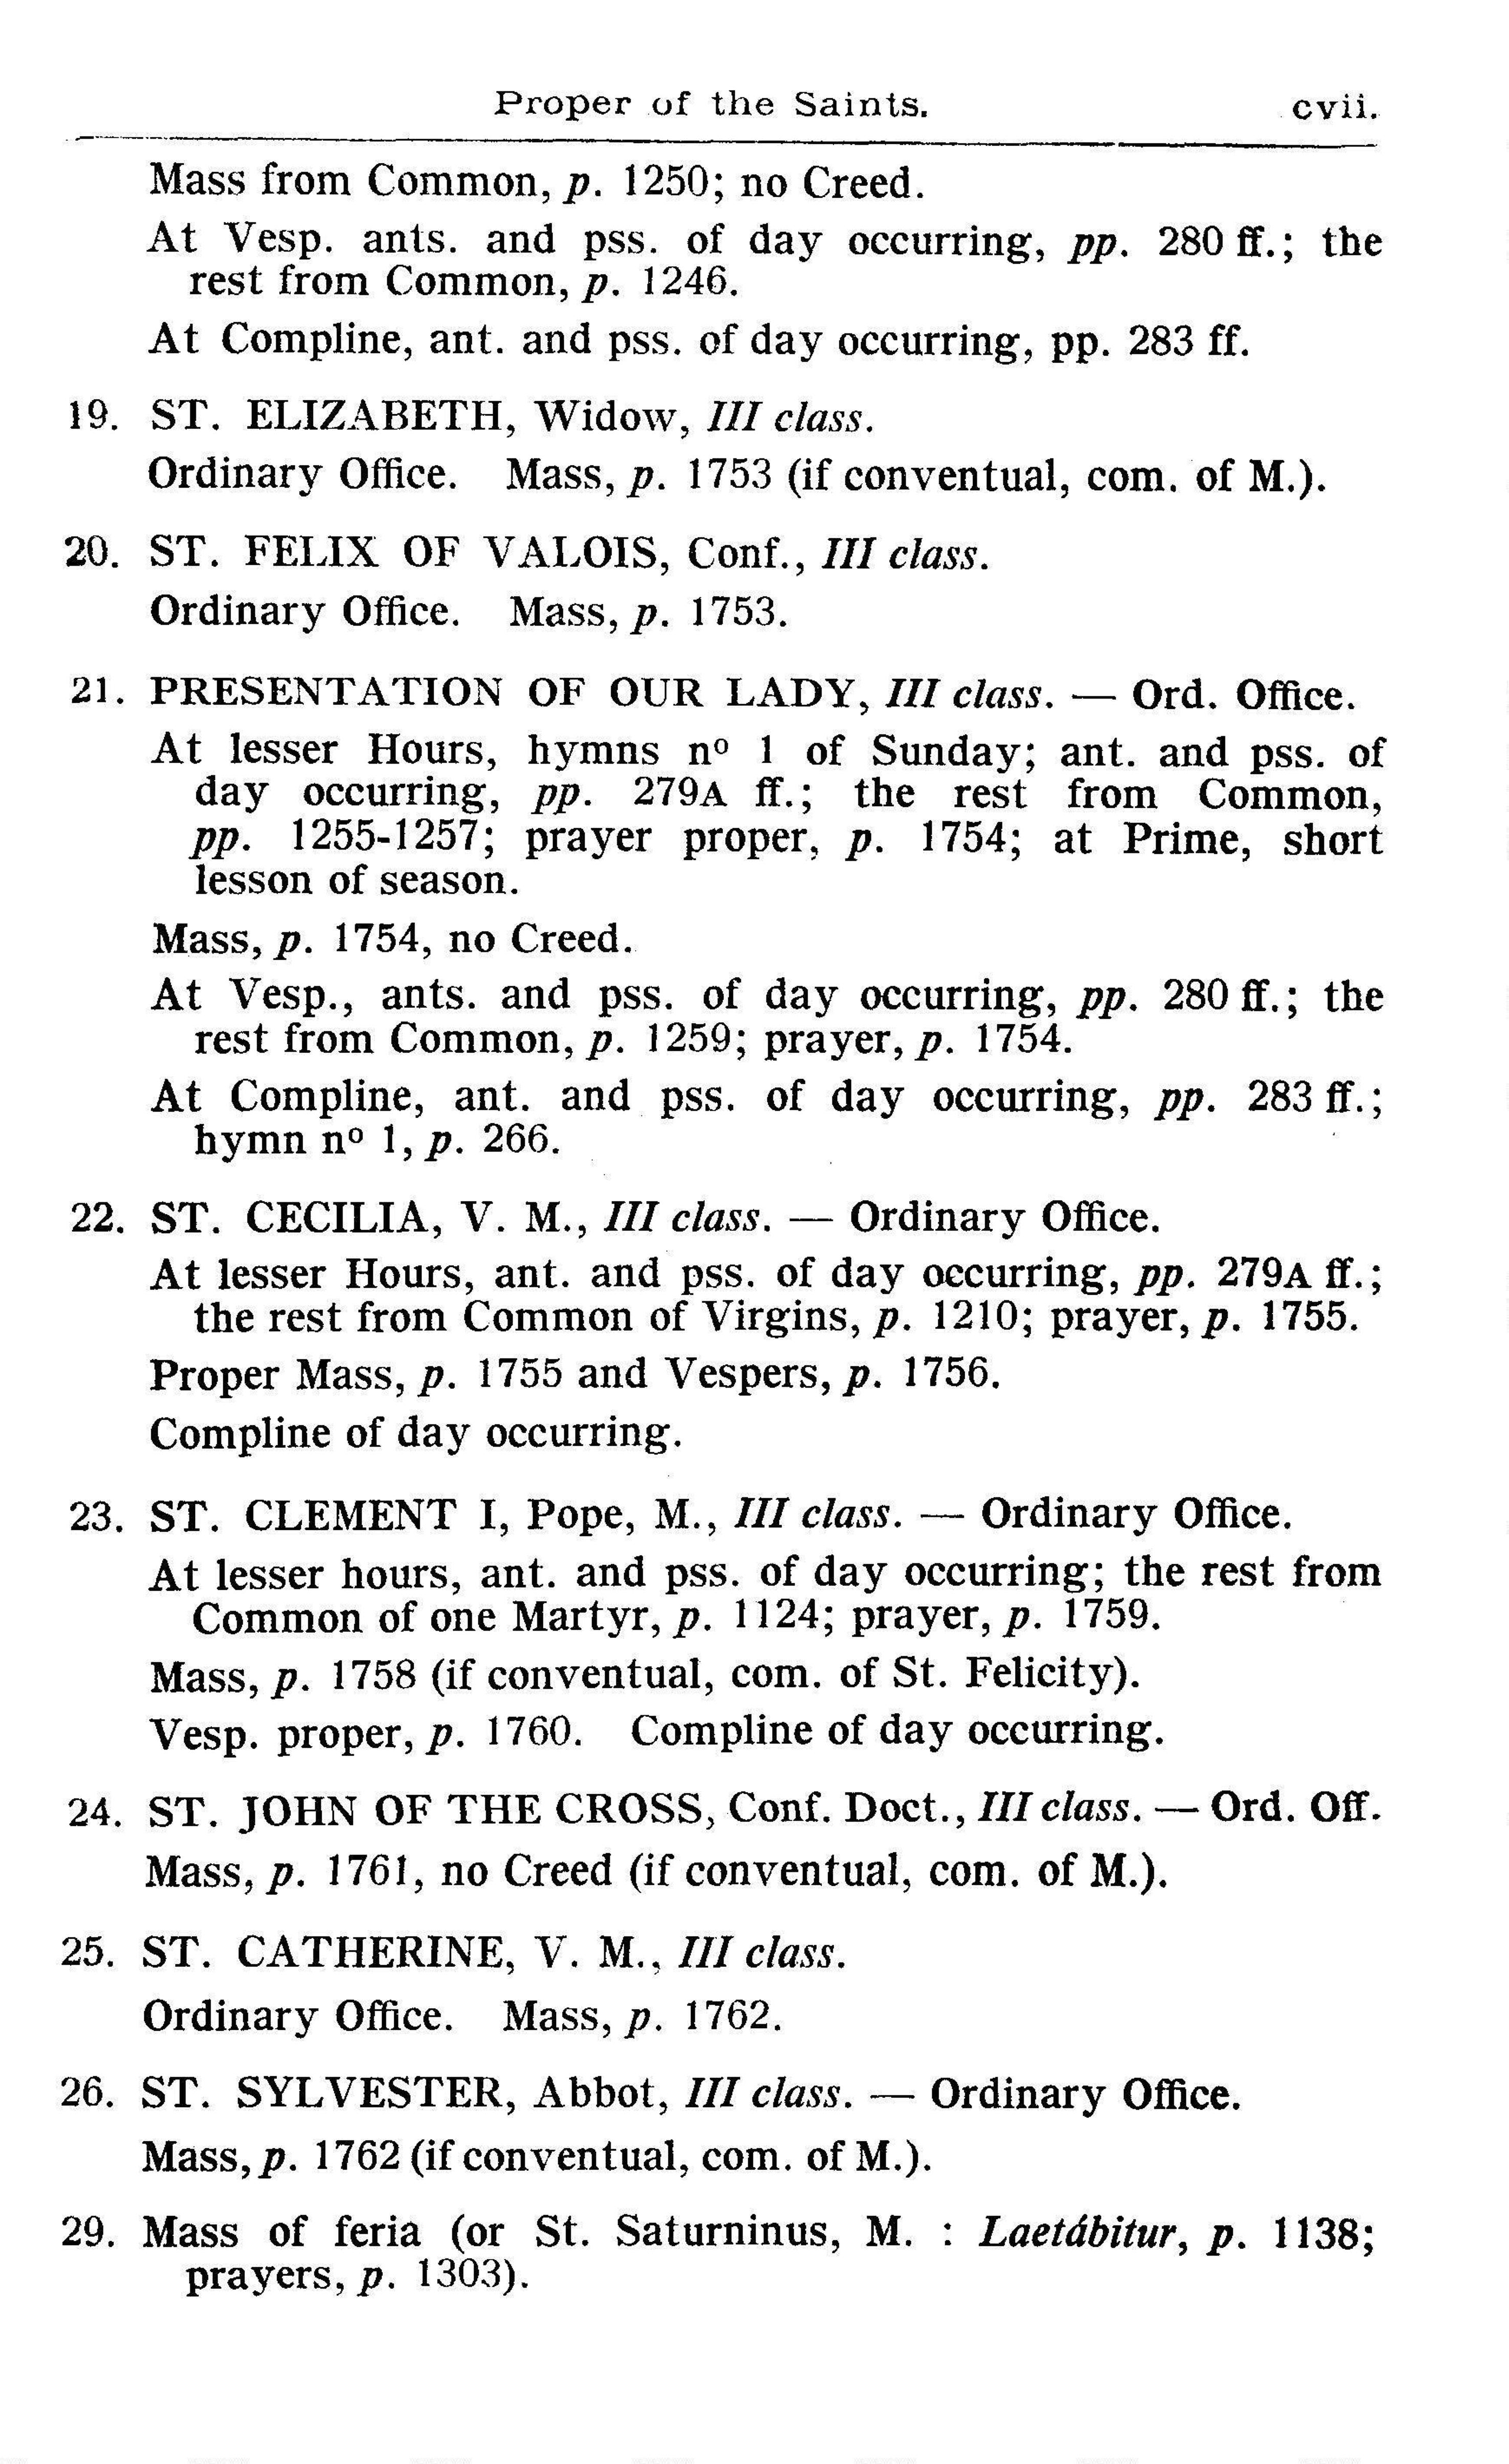 Proper of the Saints. cvii.
Mass from Common, p. 1250; no Creed.
At Vesp. ants. and pss. of day occurring, pp. 280 ff.; the
rest from Common, p. 1246.
At Compline, ant. and pss. of day occurring, pp. 283 ff.
19. ST. ELIZABETH, Widow, III class.
Ordinary Office. Mass, p. 1753 (if conventual, com. of M.).
20. ST. FELIX OF VALOIS, Conf., III class.
Ordinary Office. Mass, p. 1753.
21. PRESENTATION OF OUR LADY, III class. — Ord. Office.
At lesser Hours, hymns nº 1 of Sunday; ant. and pss. of
day occurring, pp. 279A ff.; the rest from Common,
pp. 1255-1257; prayer proper, p. 1754; at Prime, short
lesson of season.
Mass, p. 1754, no Creed.
At Vesp., ants. and pss. of day occurring, pp. 280 ff.; the
rest from Common, p. 1259; prayer, p. 1754.
At Compline, ant. and pss. of day occurring, pp. 283 ff.;
hymn nº 1, p. 266.
22. ST. CECILIA, V. M., III class. — Ordinary Office.
At lesser Hours, ant. and pss. of day occurring, pp. 279A ff.;
the rest from Common of Virgins, p. 1210; prayer, p. 1755.
Proper Mass, p. 1755 and Vespers, p. 1756.
Compline of day occurring.
23. ST. CLEMENT I, Pope, M., III class. — Ordinary Office.
At lesser hours, ant. and pss. of day occurring; the rest from
Common of one Martyr, p. 1124; prayer, p. 1759.
Mass, p. 1758 (if conventual, com. of St. Felicity).
Vesp. proper, p. 1760. Compline of day occurring.
24. ST. JOHN OF THE CROSS, Conf. Doct., III class. — Ord. Off.
Mass, p. 1761, no Creed (if conventual, com. of M.).
25. ST. CATHERINE, V. M., III class.
Ordinary Office. Mass, p. 1762.
26. ST. SYLVESTER, Abbot, III class. — Ordinary Office.
Mass, p. 1762 (if conventual, com. of M.).
29. Mass of feria (or St. Saturninus, M. : Laetábitur, p. 1138;
prayers, p. 1303).